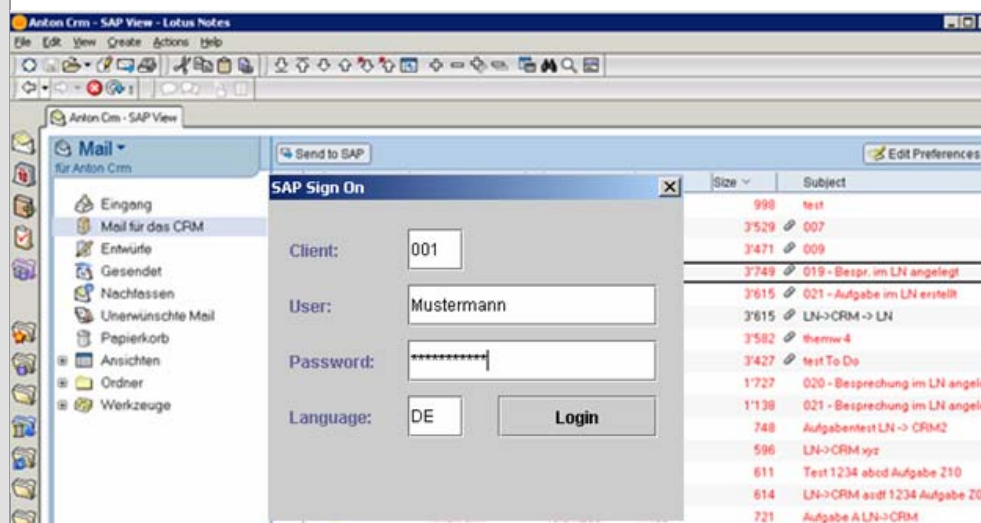 Anton Crm - SAP View - Lotus Notes
File Edit View Create Actions Help
Anton Crm - SAP View
Mail
für Anton Crm
Send to SAP
Edit Preferences
Eingang
Mail für das CRM
Entwürfe
Gesendet
Nachfassen
Unerwünschte Mail
Papierkorb
Ansichten
Ordner
Werkzeuge
SAP Sign On
Client: 001
User: Mustermann
Password: ***********
Language: DE Login
Size Subject
998 test
3'529 007
3'471 009
3'749 019 - Bespr. im LN angelegt
3'615 021 - Aufgabe im LN erstellt
3'615 LN->CRM -> LN
3'582 themw 4
3'427 test To Do
1'727 020 - Besprechung im LN
1'138 021 - Besprechung im LN
748 Aufgabentest LN -> CRM2
596 LN->CRM xyz
611 Test 1234 abcd Aufgabe Z10
614 LN->CRM asdf 1234 Aufgabe
721 Aufgabe A LN->CRM